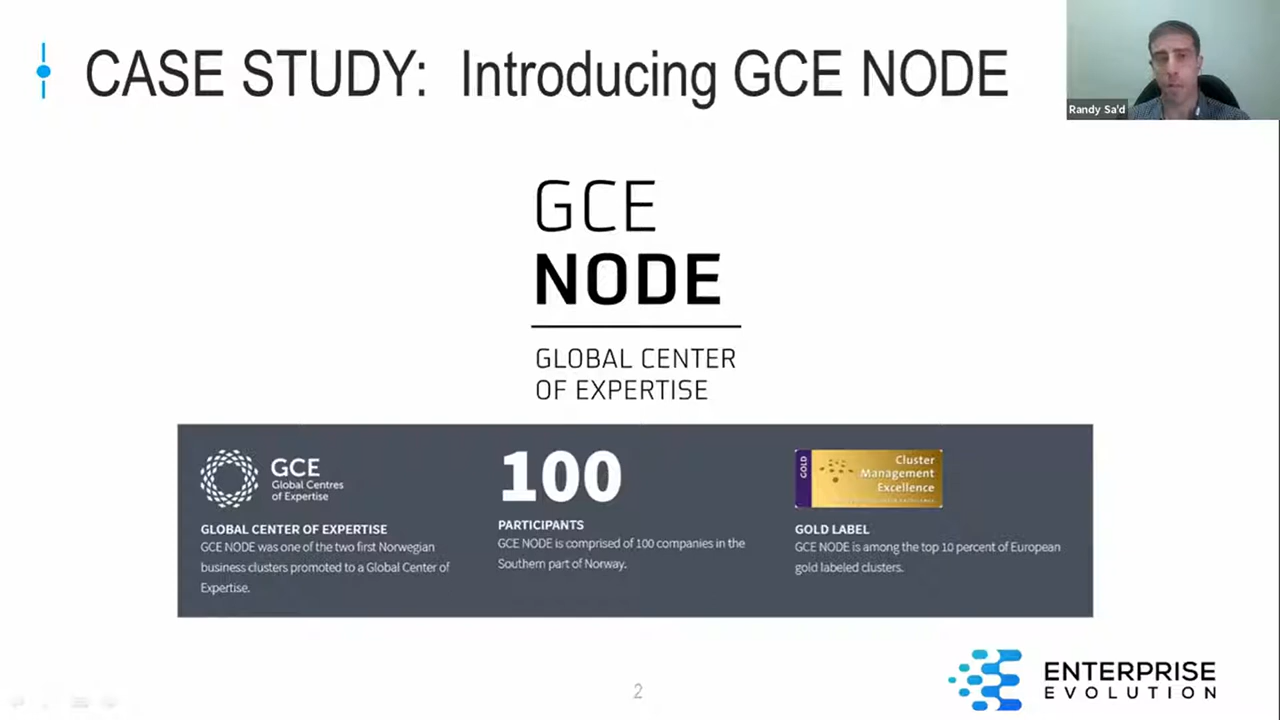 CASE STUDY: Introducing GCE NODE
Randy Sa'd
GCE
NODE
GLOBAL CENTER
OF EXPERTISE
GCE
Global Centres
of Expertise
GLOBAL CENTER OF EXPERTISE
GCE NODE was one of the two first Norwegian
business clusters promoted to a Global Center of
Expertise.
100
PARTICIPANTS
GCE NODE is comprised of 100 companies in the
Southern part of Norway.
GOLD
Cluster
Management
Excellence
GOLD LABEL
GCE NODE is among the top 10 percent of European
gold labeled clusters.
2
ENTERPRISE
EVOLUTION